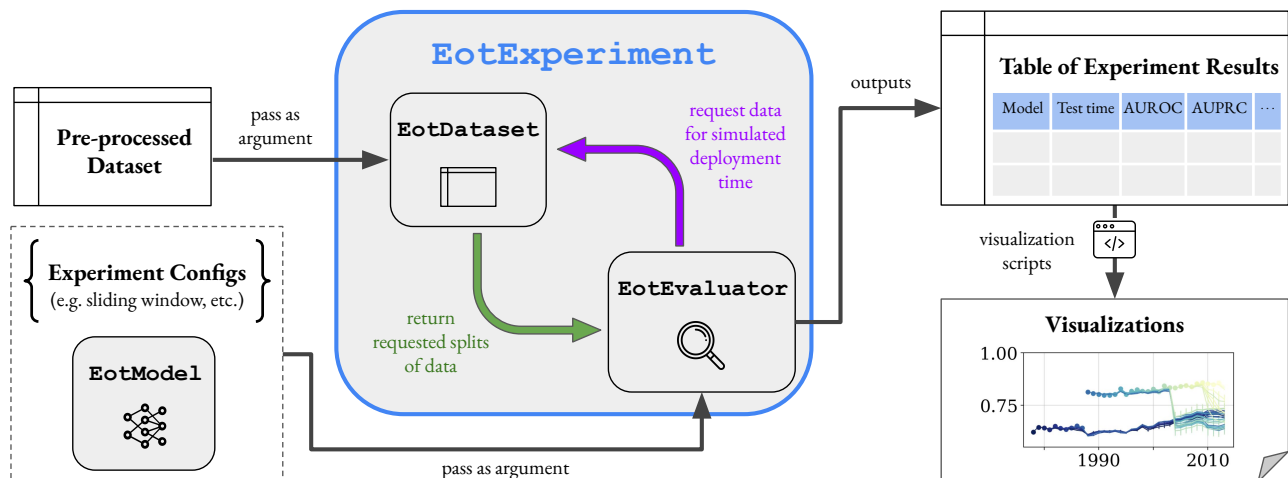 EotExperiment
Pre-processed
Dataset
pass as
argument
EotDataset
request data
for simulated
deployment
time
outputs
Table of Experiment Results
Model Test time AUROC AUPRC ...
{ Experiment Configs }
(e.g. sliding window, etc.)
EotModel
return
requested splits
of data
EotEvaluator
pass as argument
visualization
scripts
</>
Visualizations
1.00
0.75
1990 2010